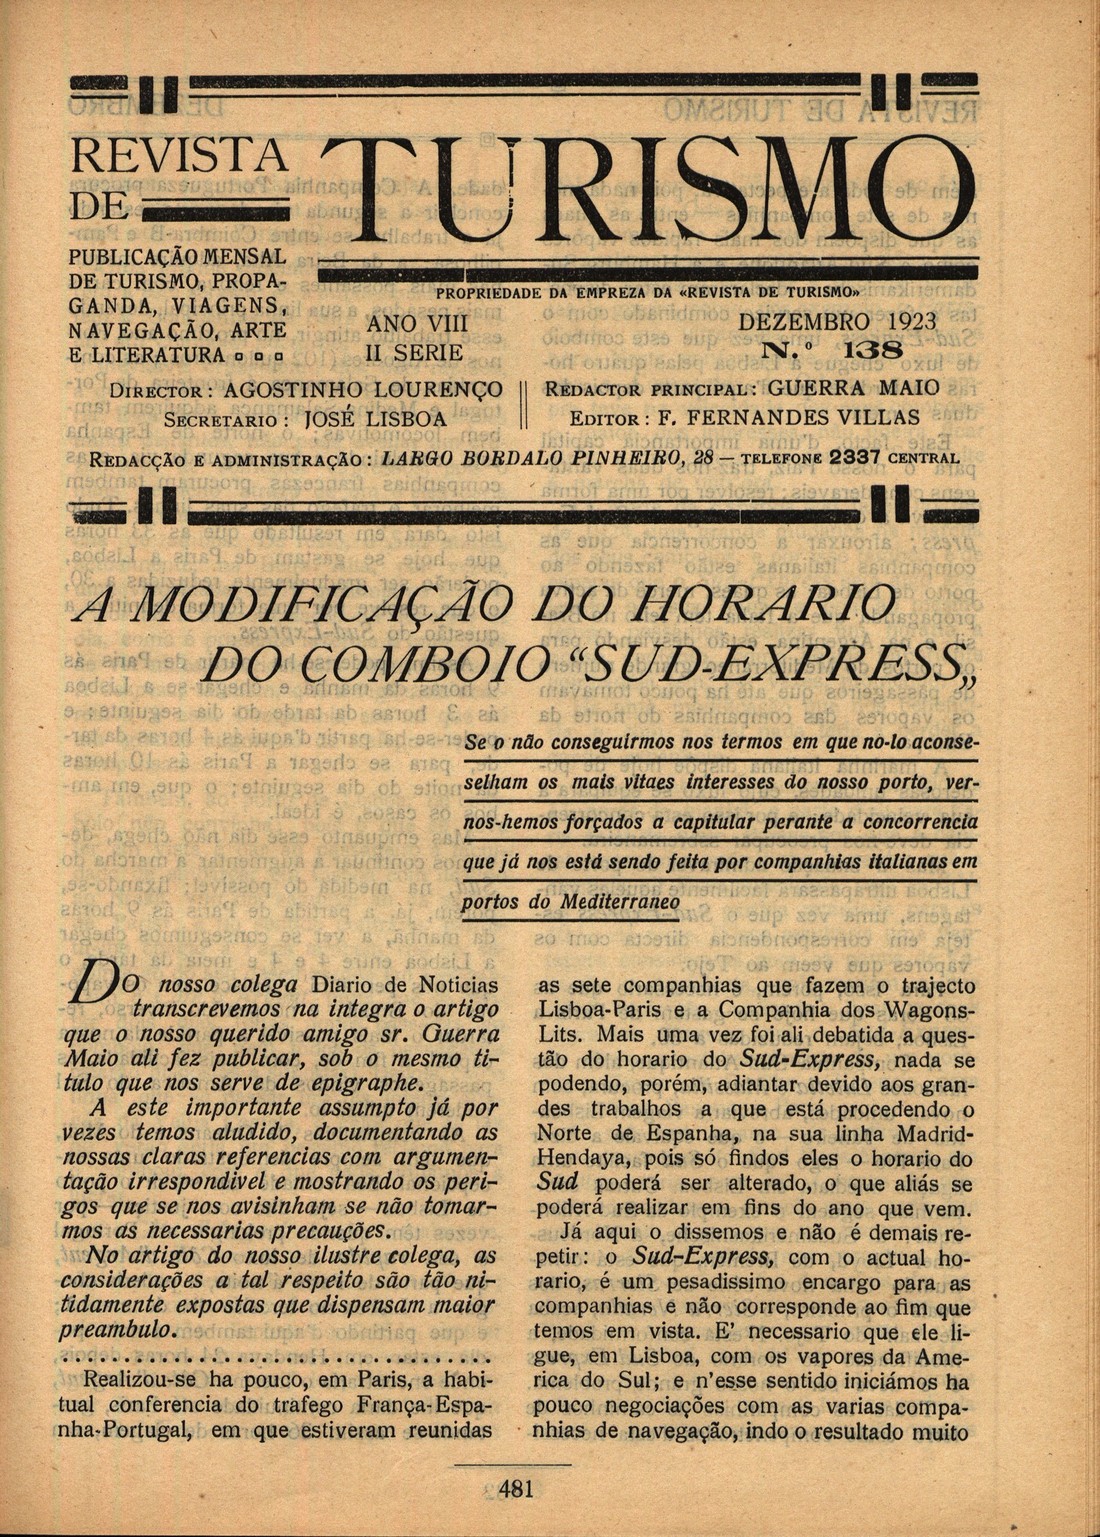 REVISTA
DE
TURISMO
PUBLICAÇÃO MENSAL
DE TURISMO, PROPA-
GANDA, VIAGENS,
NAVEGAÇÃO, ARTE
E LITERATURA
PROPRIEDADE DA EMPREZA DA «REVISTA DE TURISMO»
ANO VIII
II SERIE
DEZEMBRO 1923
N.º 138
DIRECTOR: AGOSTINHO LOURENÇO
SECRETARIO: JOSÉ LISBOA
REDACTOR PRINCIPAL: GUERRA MAIO
EDITOR: F. FERNANDES VILLAS
REDACÇÃO E ADMINISTRAÇÃO: LARGO BORDALO PINHEIRO, 28 — TELEFONE 2337 CENTRAL
A MODIFICAÇÃO DO HORARIO
DO COMBOIO “SUD-EXPRESS„
Se o não conseguirmos nos termos em que no-lo aconse-
selham os mais vitaes interesses do nosso porto, ver-
nos-hemos forçados a capitular perante a concorrencia
que já nos está sendo feita por companhias italianas em
portos do Mediterraneo
Do nosso colega Diario de Noticias
transcrevemos na integra o artigo
que o nosso querido amigo sr. Guerra
Maio ali fez publicar, sob o mesmo ti-
tulo que nos serve de epigraphe.
A este importante assumpto já por
vezes temos aludido, documentando as
nossas claras referencias com argumen-
tação irrespondivel e mostrando os peri-
gos que se nos avisinham se não tomar-
mos as necessarias precauções.
No artigo do nosso ilustre colega, as
considerações a tal respeito são tão ni-
tidamente expostas que dispensam maior
preambulo.
. . . . . . . . . . . . . . . . . . . . . . . . . . . . .
Realizou-se ha pouco, em Paris, a habi-
tual conferencia do trafego França-Espa-
nha-Portugal, em que estiveram reunidas
as sete companhias que fazem o trajecto
Lisboa-Paris e a Companhia dos Wagons-
Lits. Mais uma vez foi ali debatida a ques-
tão do horario do Sud-Express, nada se
podendo, porém, adiantar devido aos gran-
des trabalhos a que está procedendo o
Norte de Espanha, na sua linha Madrid-
Hendaya, pois só findos eles o horario do
Sud poderá ser alterado, o que aliás se
poderá realizar em fins do ano que vem.
Já aqui o dissemos e não é demais re-
petir: o Sud-Express, com o actual ho-
rario, é um pesadissimo encargo para as
companhias e não corresponde ao fim que
temos em vista. E' necessario que ele li-
gue, em Lisboa, com os vapores da Ame-
rica do Sul; e n'esse sentido iniciámos ha
pouco negociações com as varias compa-
nhias de navegação, indo o resultado muito
481